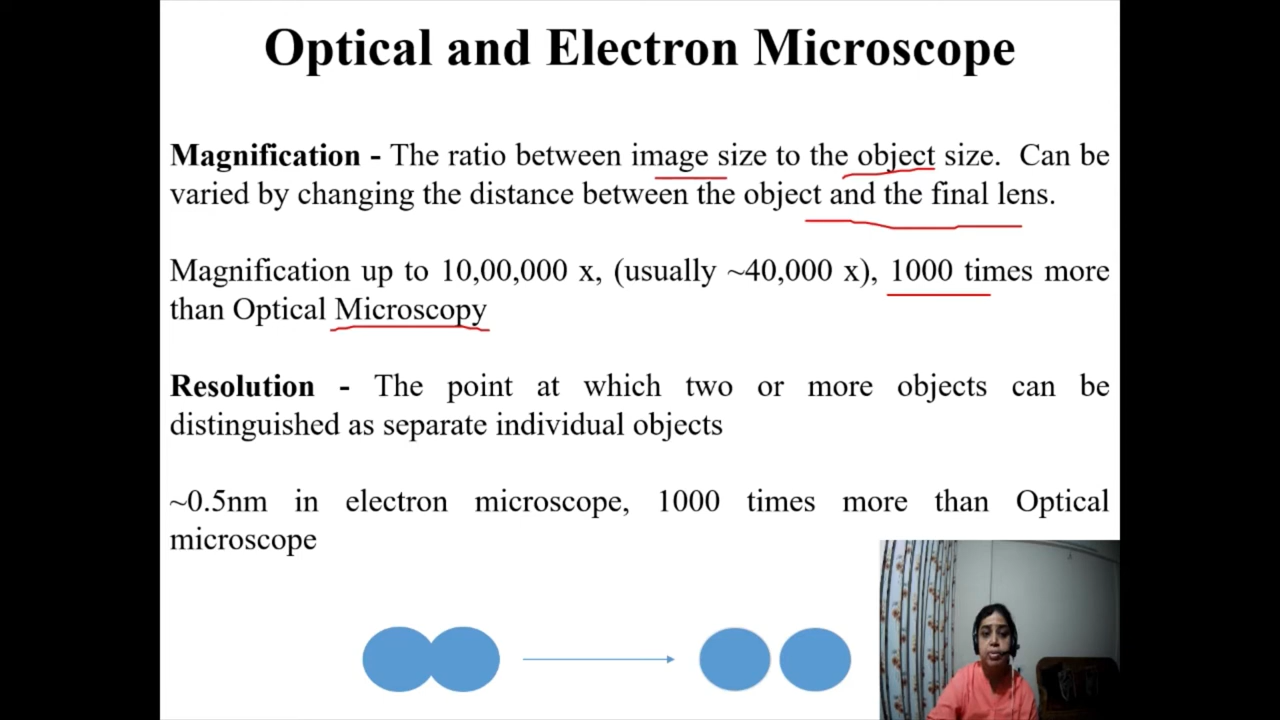 Optical and Electron Microscope
Magnification - The ratio between image size to the object size. Can be
varied by changing the distance between the object and the final lens.
Magnification up to 10,00,000 x, (usually ~40,000 x), 1000 times more
than Optical Microscopy
Resolution - The point at which two or more objects can be
distinguished as separate individual objects
~0.5nm in electron microscope, 1000 times more than Optical
microscope